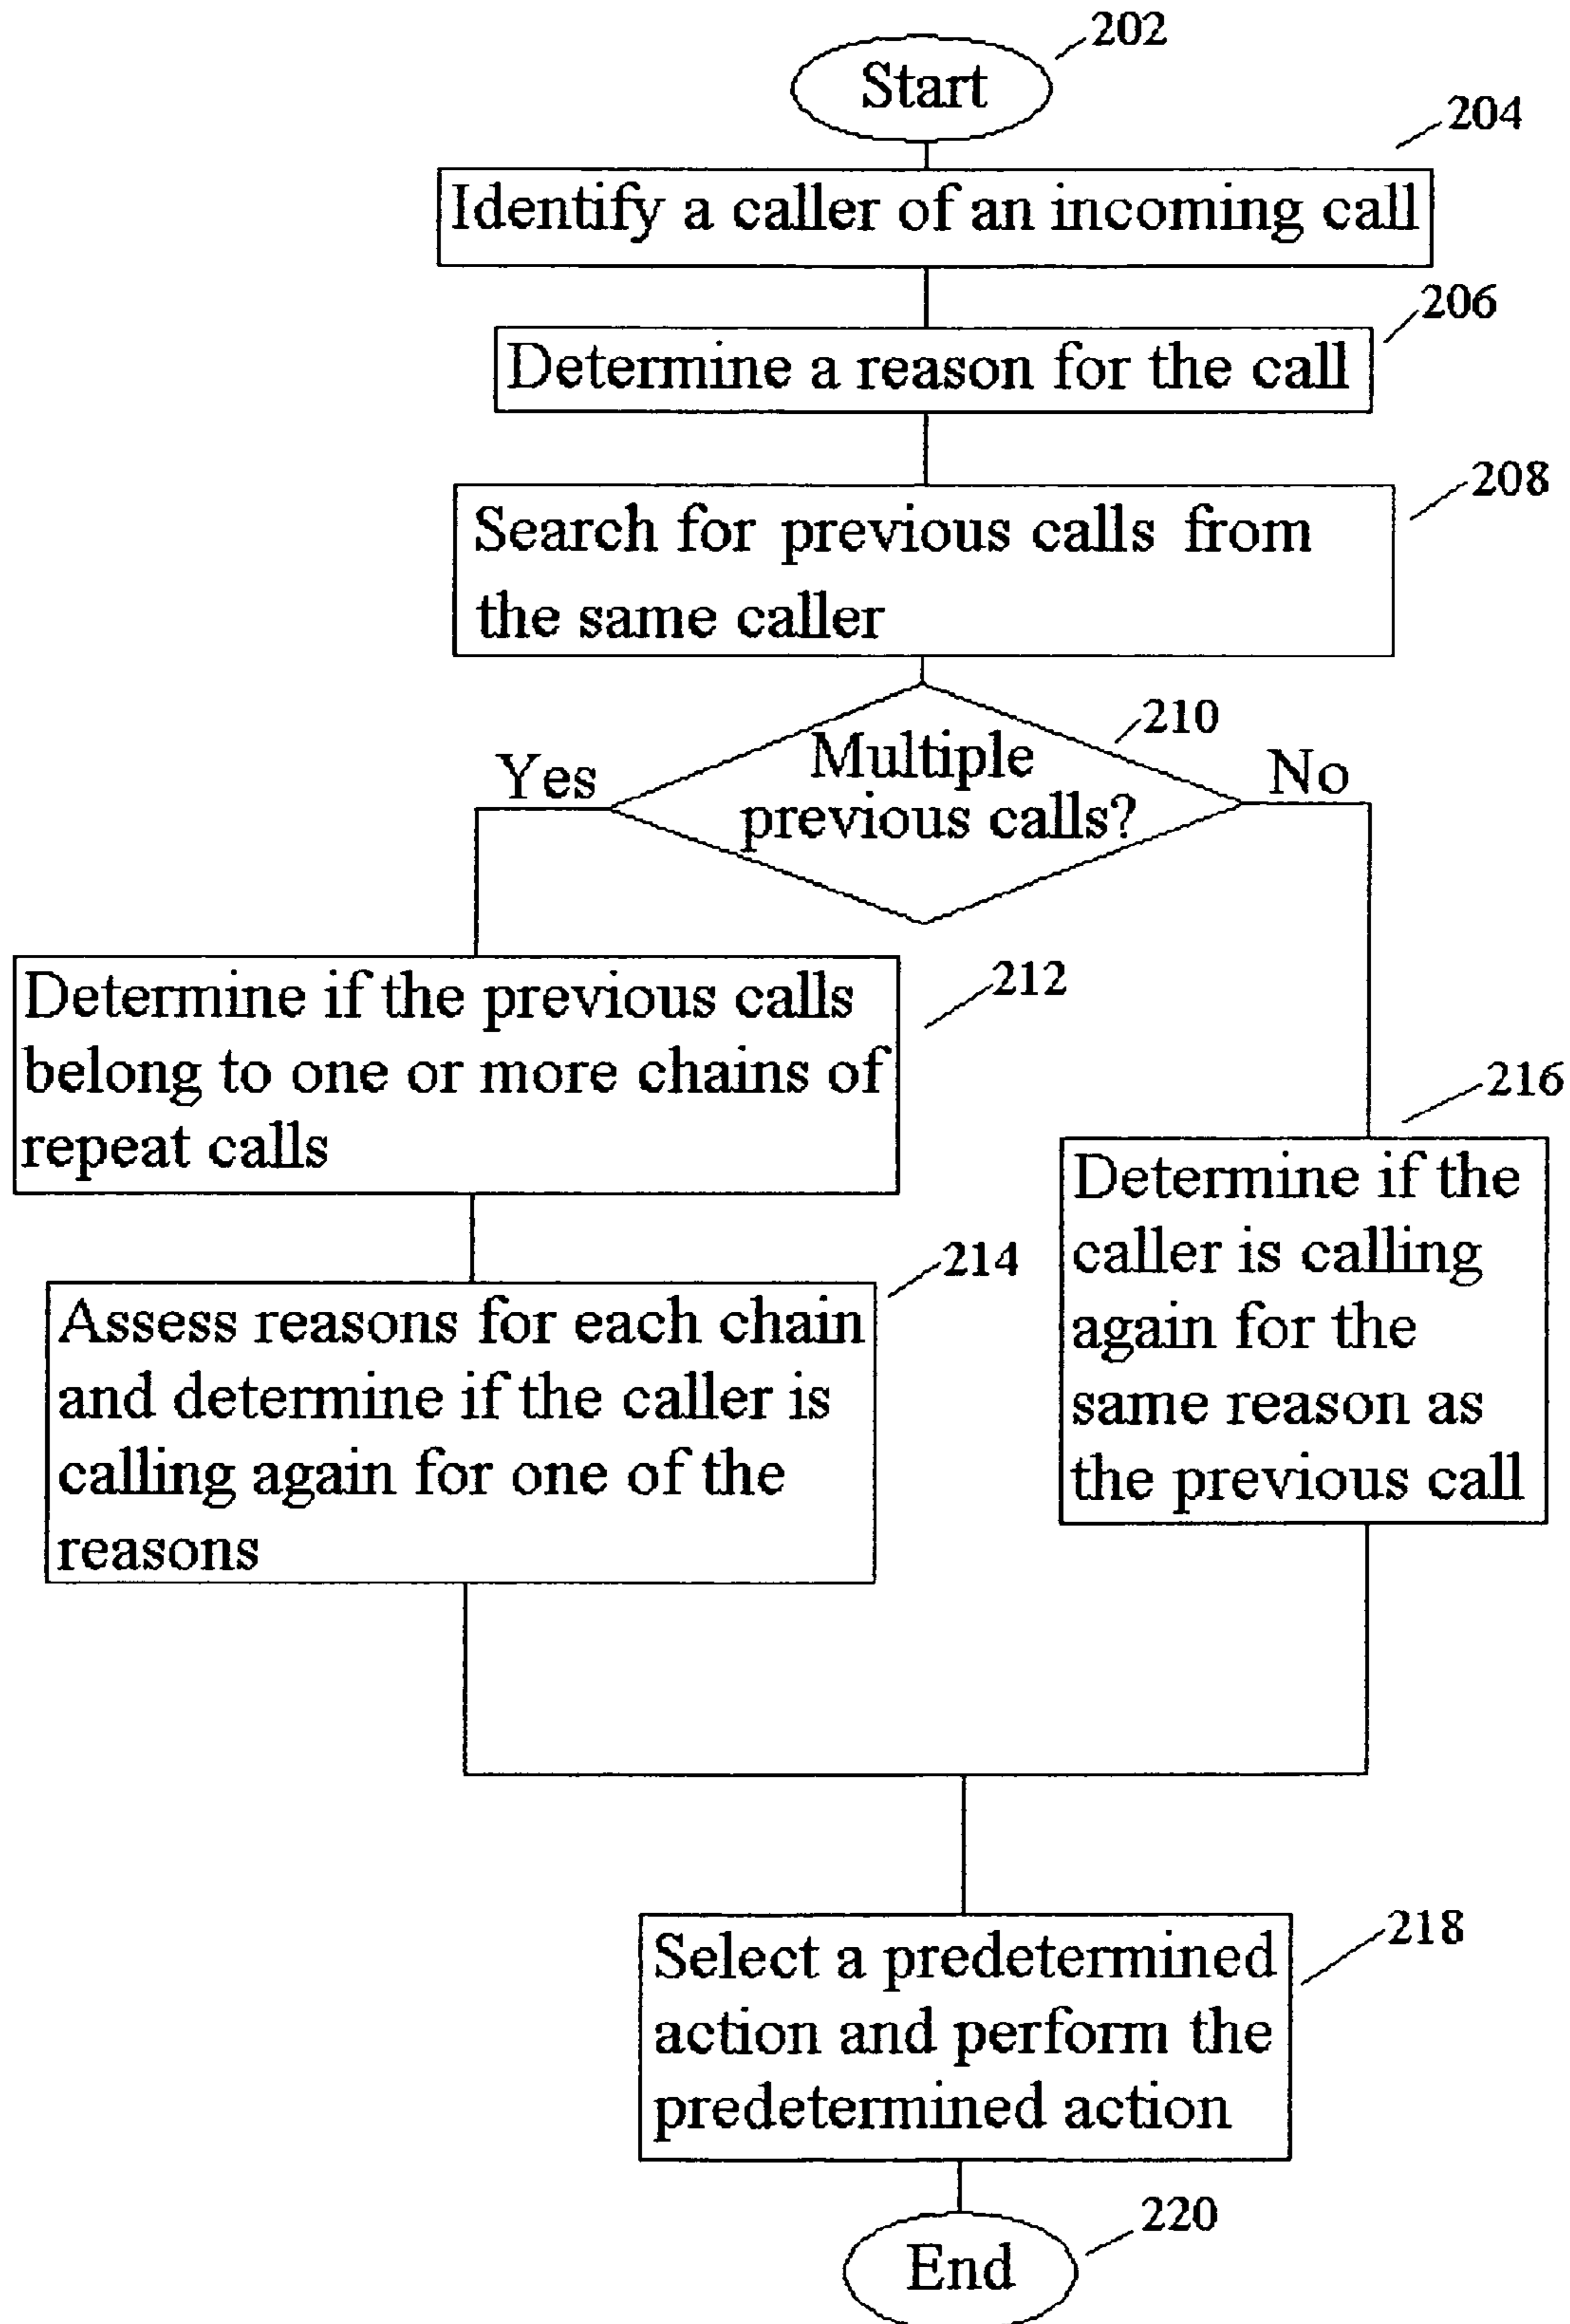 202
Start
204
Identify a caller of an incoming call
206
Determine a reason for the call
208
Search for previous calls from
the same caller
210
Yes
Multiple
previous calls?
No
212
Determine if the previous calls
belong to one or more chains of
repeat calls
216
Determine if the
caller is calling
again for the
same reason as
the previous call
214
Assess reasons for each chain
and determine if the caller is
calling again for one of the
reasons
218
Select a predetermined
action and perform the
predetermined action
220
End